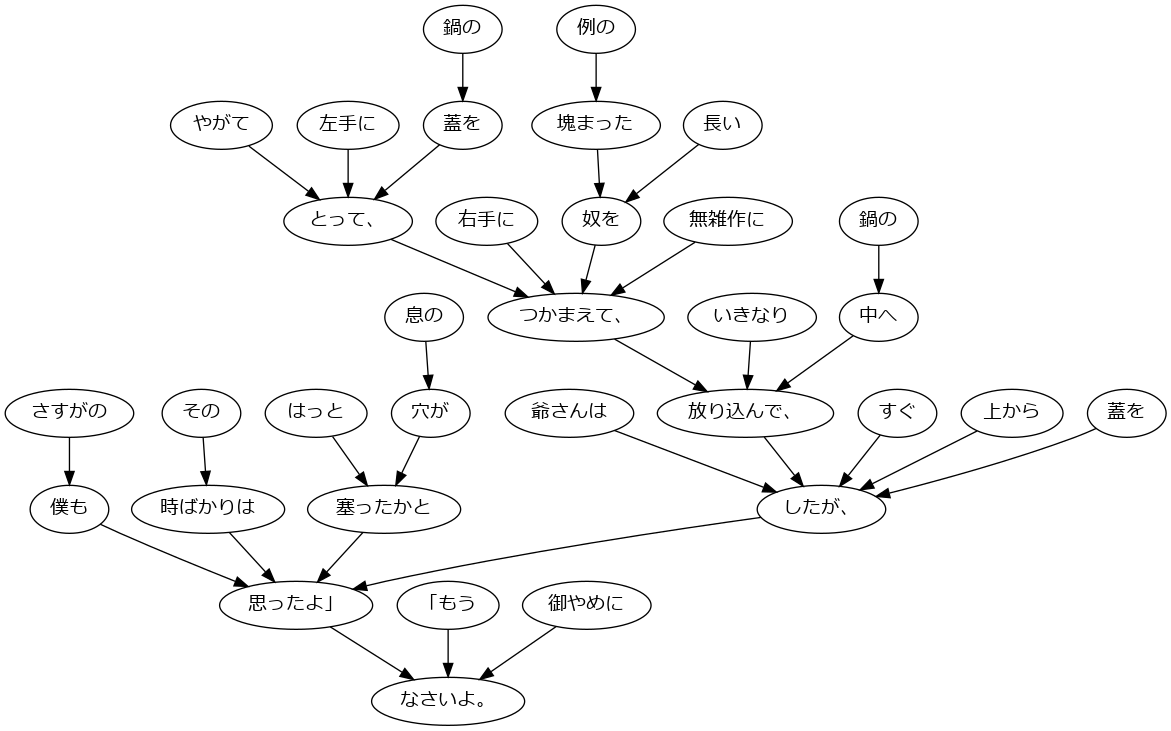 鍋の
例の
やがて
左手に
蓋を
塊まった
長い
とって、
右手に
奴を
無雑作に
鍋の
息の
つかまえて、
いきなり
中へ
さすがの
その
はっと
穴が
爺さんは
放り込んで、
すぐ
上から
蓋を
僕も
時ばかりは
塞ったかと
したが、
思ったよ」
「もう
御やめに
なさいよ。